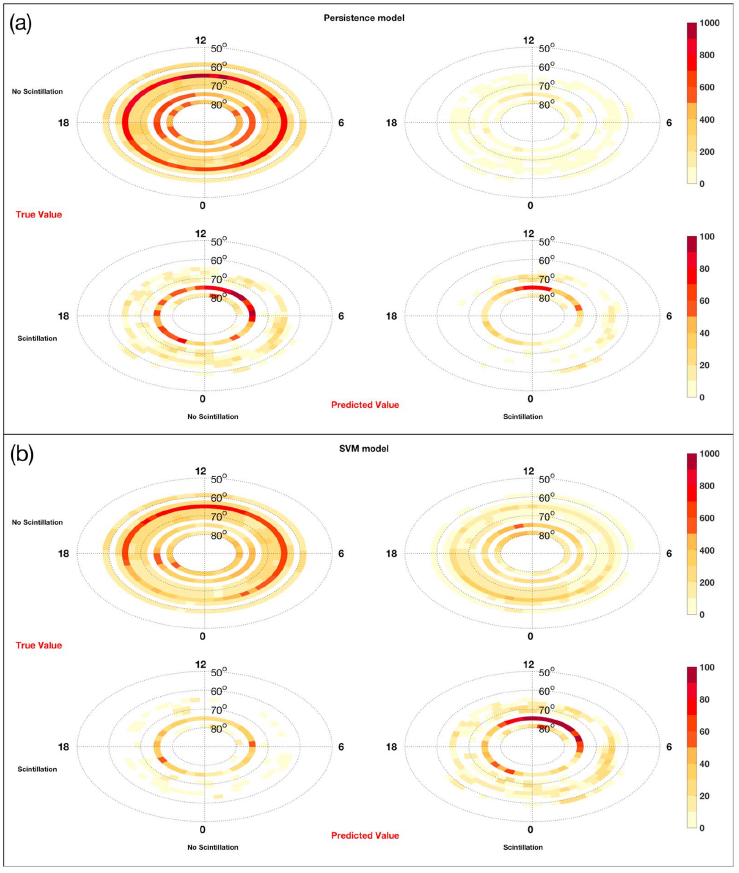 (a)
Persistence model
12 12 1000
50° 50°
No Scintillation 60° 60° 800
70° 70°
80° 80° 600
18 6 18 6
400
200
0 0 0
True Value
12 12 100
50° 50°
60° 60° 80
70° 70°
80° 80° 60
18 6 18 6
Scintillation 40
20
0 0 0
Predicted Value
No Scintillation Scintillation
(b)
SVM model
12 12 1000
50° 50°
No Scintillation 60° 60° 800
70° 70°
80° 80° 600
18 6 18 6
400
200
0 0 0
True Value
12 12 100
50° 50°
60° 60° 80
70° 70°
80° 80° 60
18 6 18 6
Scintillation 40
20
0 0 0
Predicted Value
No Scintillation Scintillation